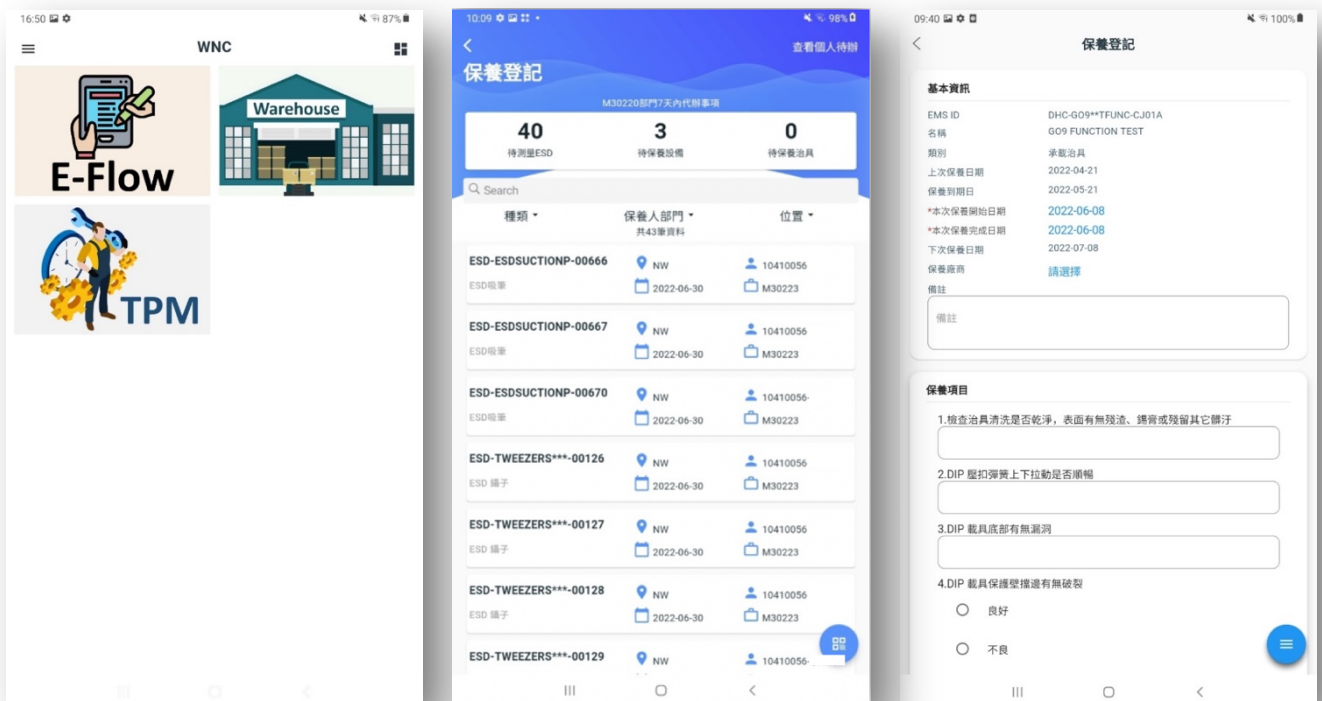 16:50
87%
WNC
E-Flow
Warehouse
TPM
10:09
98%
查看個人待辦
保養登記
M30220部門7天內代辦事項
40
3
0
待測量ESD
待保養設備
待保養治具
Search
種類
保養人部門
位置
共43筆資料
ESD-ESDSUCTIONP-00666
NW
10410056
ESD吸筆
2022-06-30
M30223
ESD-ESDSUCTIONP-00667
NW
10410056
ESD吸筆
2022-06-30
M30223
ESD-ESDSUCTIONP-00670
NW
10410056-
ESD吸筆
2022-06-30
M30223
ESD-TWEEZERS***-00126
NW
10410056
ESD 鑷子
2022-06-30
M30223
ESD-TWEEZERS***-00127
NW
10410056
ESD 鑷子
2022-06-30
M30223
ESD-TWEEZERS***-00128
NW
10410056
ESD 鑷子
2022-06-30
M30223
ESD-TWEEZERS***-00129
NW
10410056-
09:40
100%
保養登記
基本資訊
EMS ID
DHC-GO9**TFUNC-CJ01A
名稱
GO9 FUNCTION TEST
類別
承載治具
上次保養日期
2022-04-21
保養到期日
2022-05-21
*本次保養開始日期
2022-06-08
*本次保養完成日期
2022-06-08
下次保養日期
2022-07-08
保養廠商
請選擇
備註
備註
保養項目
1.檢查治具清洗是否乾淨，表面有無殘渣、錫膏或殘留其它髒汙
2.DIP 壓扣彈簧上下拉動是否順暢
3.DIP 載具底部有無漏洞
4.DIP 載具保護壁擋邊有無破裂
良好
不良